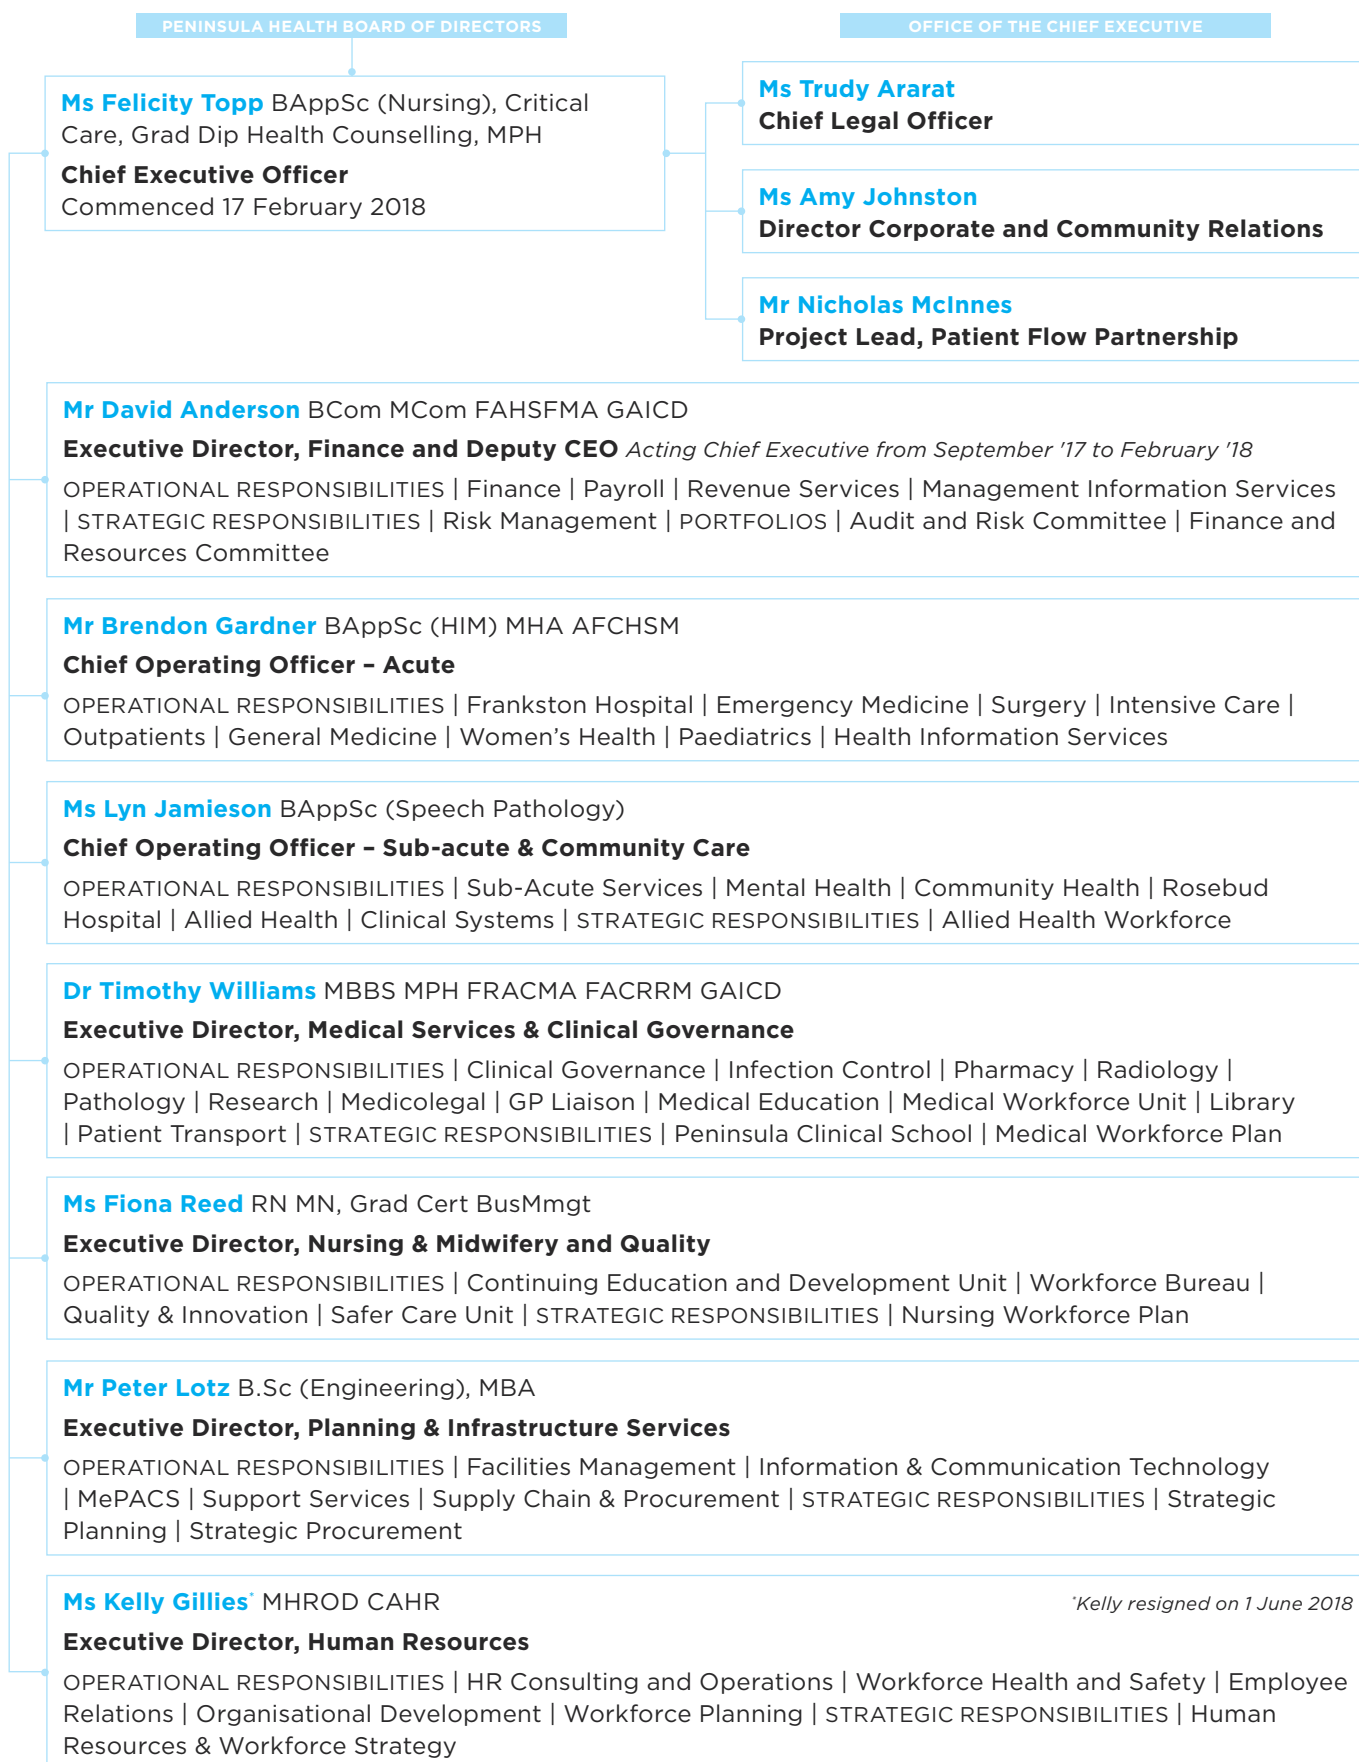 PENINSULA HEALTH BOARD OF DIRECTORS
OFFICE OF THE CHIEF EXECUTIVE
Ms Felicity Topp BAppSc (Nursing), Critical
Care, Grad Dip Health Counselling, MPH
Chief Executive Officer
Commenced 17 February 2018
Ms Trudy Ararat
Chief Legal Officer
Ms Amy Johnston
Director Corporate and Community Relations
Mr Nicholas McInnes
Project Lead, Patient Flow Partnership
Mr David Anderson BCom MCom FAHSFMA GAICD
Executive Director, Finance and Deputy CEO Acting Chief Executive from September '17 to February '18
OPERATIONAL RESPONSIBILITIES | Finance | Payroll | Revenue Services | Management Information Services
| STRATEGIC RESPONSIBILITIES | Risk Management | PORTFOLIOS | Audit and Risk Committee | Finance and
Resources Committee
Mr Brendon Gardner BAppSc (HIM) MHA AFCHSM
Chief Operating Officer – Acute
OPERATIONAL RESPONSIBILITIES | Frankston Hospital | Emergency Medicine | Surgery | Intensive Care |
Outpatients | General Medicine | Women's Health | Paediatrics | Health Information Services
Ms Lyn Jamieson BAppSc (Speech Pathology)
Chief Operating Officer – Sub-acute & Community Care
OPERATIONAL RESPONSIBILITIES | Sub-Acute Services | Mental Health | Community Health | Rosebud
Hospital | Allied Health | Clinical Systems | STRATEGIC RESPONSIBILITIES | Allied Health Workforce
Dr Timothy Williams MBBS MPH FRACMA FACRRM GAICD
Executive Director, Medical Services & Clinical Governance
OPERATIONAL RESPONSIBILITIES | Clinical Governance | Infection Control | Pharmacy | Radiology |
Pathology | Research | Medicolegal | GP Liaison | Medical Education | Medical Workforce Unit | Library
| Patient Transport | STRATEGIC RESPONSIBILITIES | Peninsula Clinical School | Medical Workforce Plan
Ms Fiona Reed RN MN, Grad Cert BusMmgt
Executive Director, Nursing & Midwifery and Quality
OPERATIONAL RESPONSIBILITIES | Continuing Education and Development Unit | Workforce Bureau |
Quality & Innovation | Safer Care Unit | STRATEGIC RESPONSIBILITIES | Nursing Workforce Plan
Mr Peter Lotz B.Sc (Engineering), MBA
Executive Director, Planning & Infrastructure Services
OPERATIONAL RESPONSIBILITIES | Facilities Management | Information & Communication Technology
| MePACS | Support Services | Supply Chain & Procurement | STRATEGIC RESPONSIBILITIES | Strategic
Planning | Strategic Procurement
Ms Kelly Gillies* MHROD CAHR
*Kelly resigned on 1 June 2018
Executive Director, Human Resources
OPERATIONAL RESPONSIBILITIES | HR Consulting and Operations | Workforce Health and Safety | Employee
Relations | Organisational Development | Workforce Planning | STRATEGIC RESPONSIBILITIES | Human
Resources & Workforce Strategy